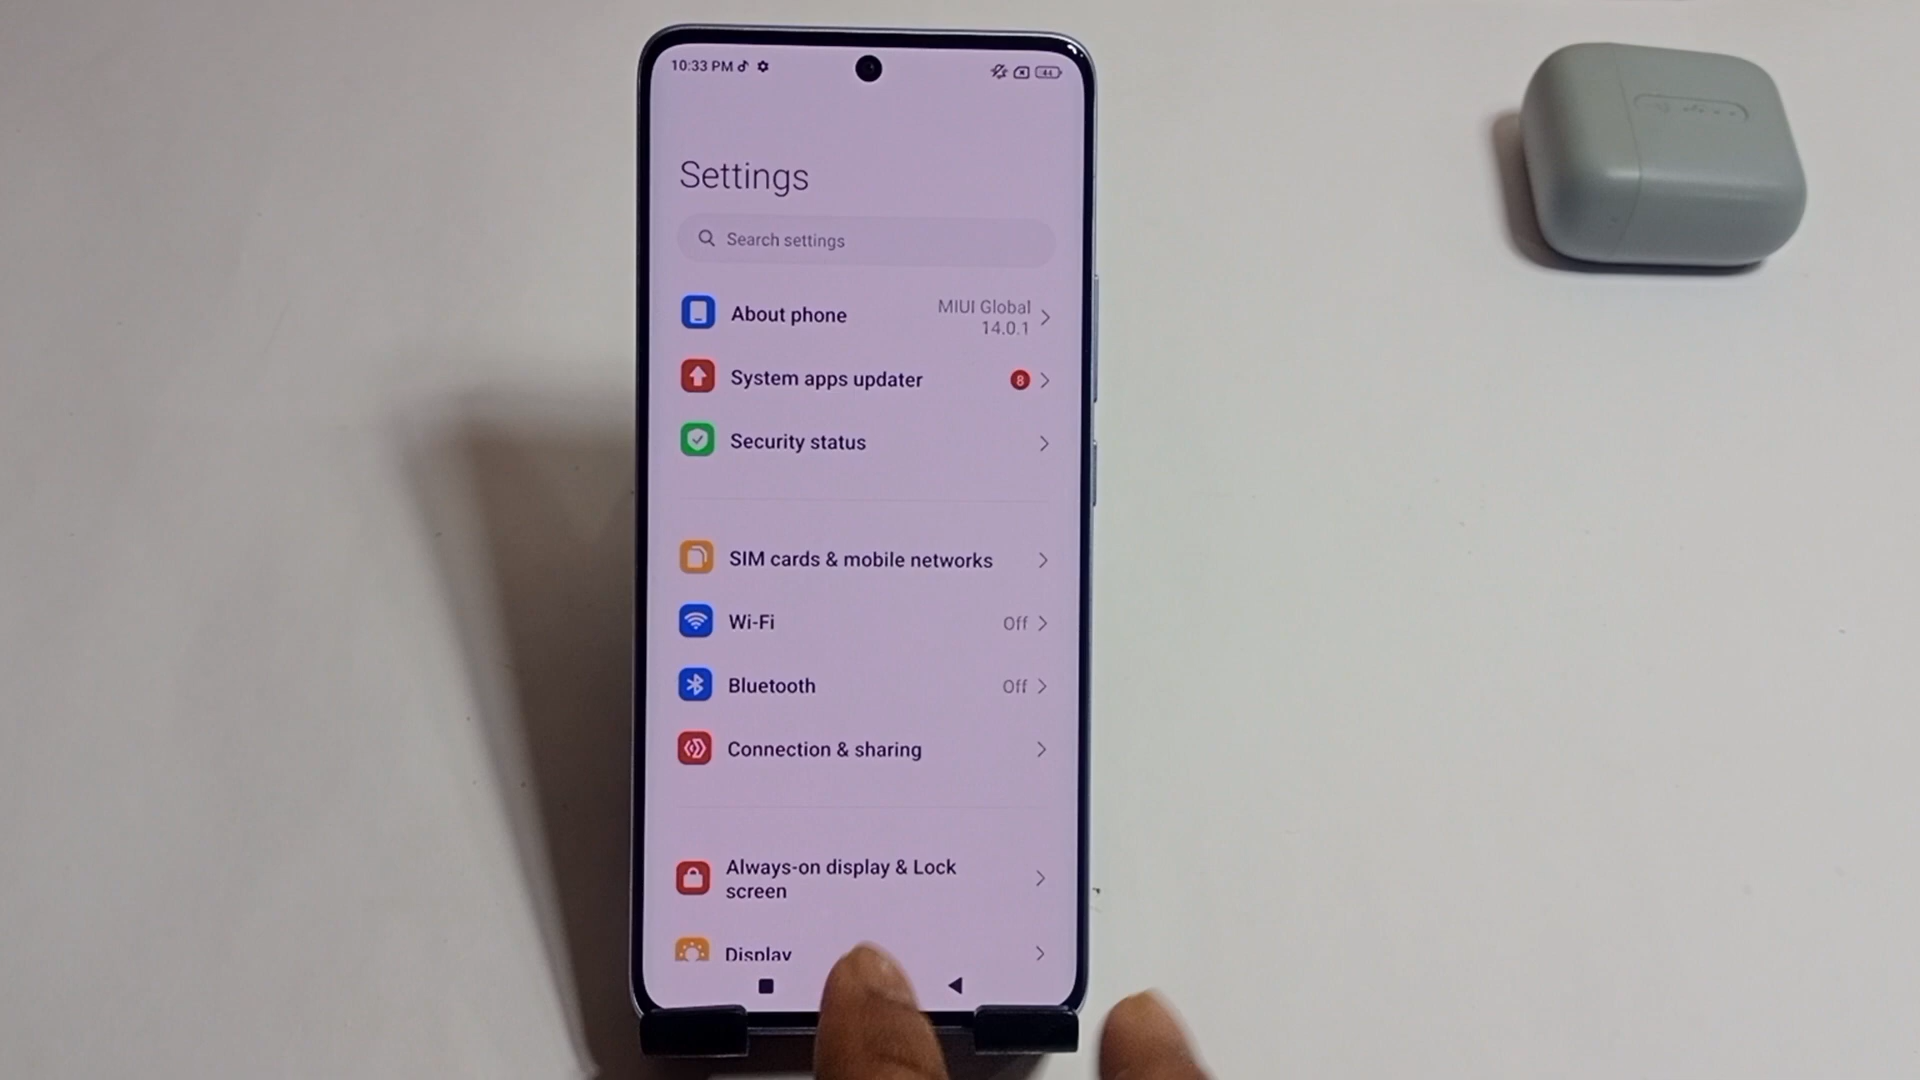 10:33 PM
44
Settings
Search settings
About phone
MIUI Global
14.0.1
System apps updater
8
Security status
SIM cards & mobile networks
Wi-Fi
Off
Bluetooth
Off
Connection & sharing
Always-on display & Lock
screen
Display